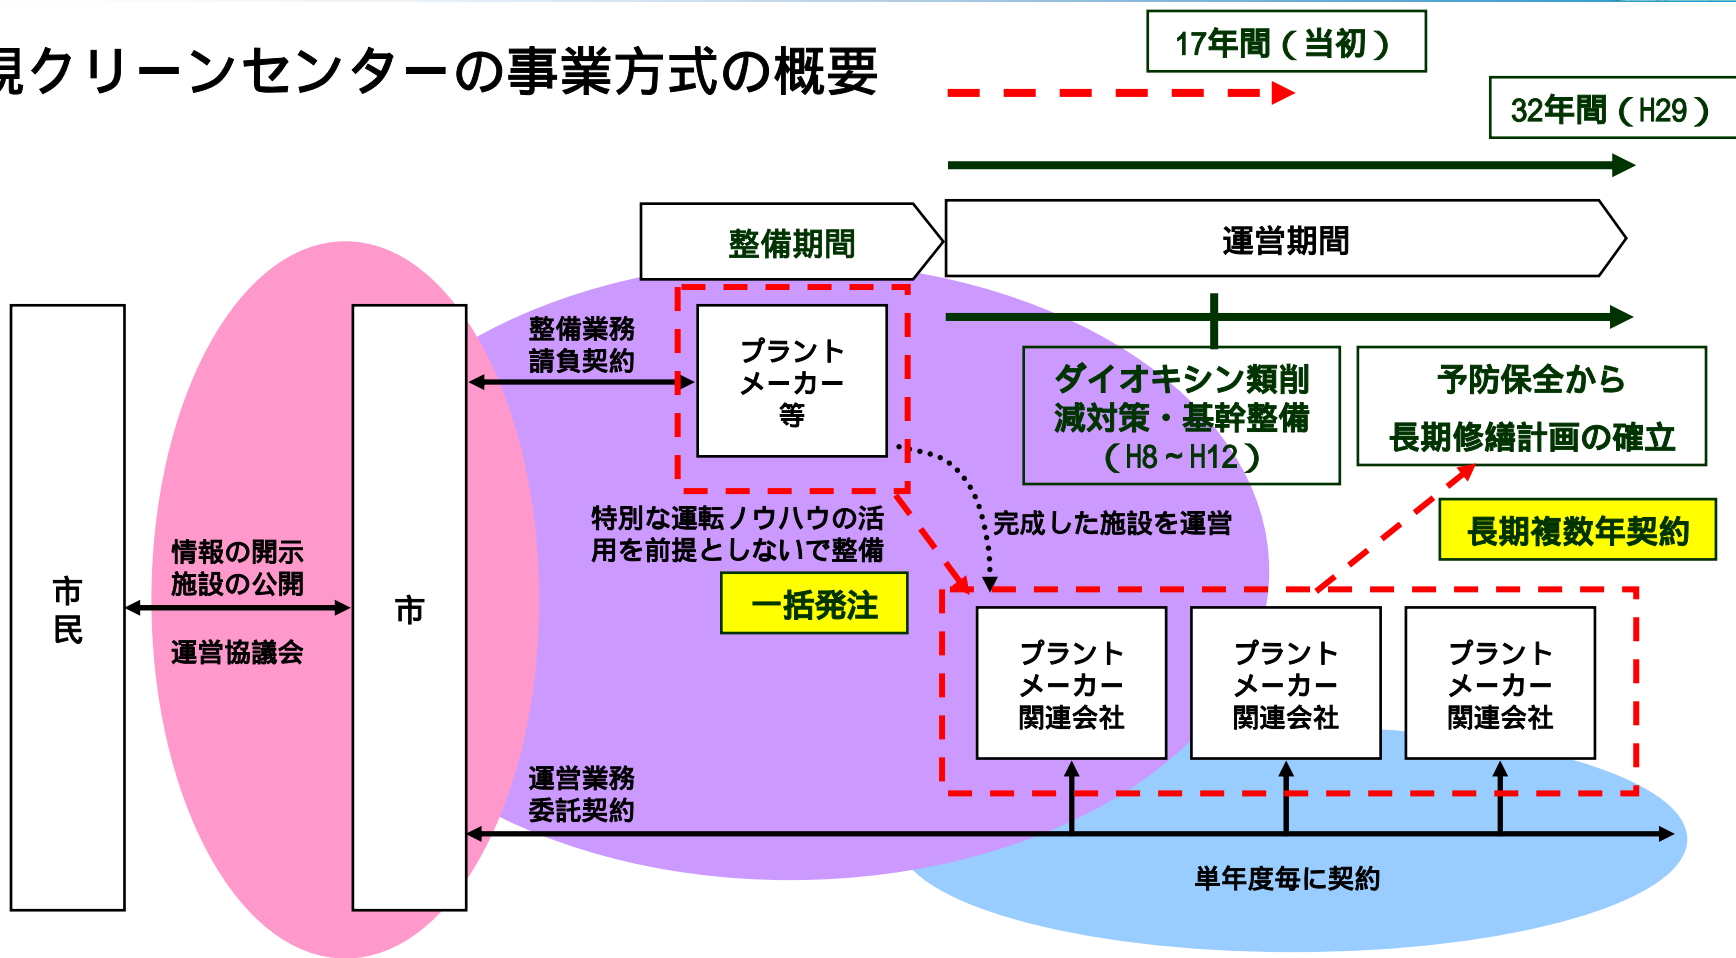 現クリーンセンターの事業方式の概要
17年間（当初）
32年間（H29）
整備期間
運営期間
整備業務
請負契約
プラント
メーカー
等
ダイオキシン類削
減対策・基幹整備
（H8～H12）
予防保全から
長期修繕計画の確立
長期複数年契約
特別な運転ノウハウの活
用を前提としないで整備
完成した施設を運営
一括発注
情報の開示
施設の公開
運営協議会
市民
市
プラント
メーカー
関連会社
プラント
メーカー
関連会社
プラント
メーカー
関連会社
運営業務
委託契約
単年度毎に契約